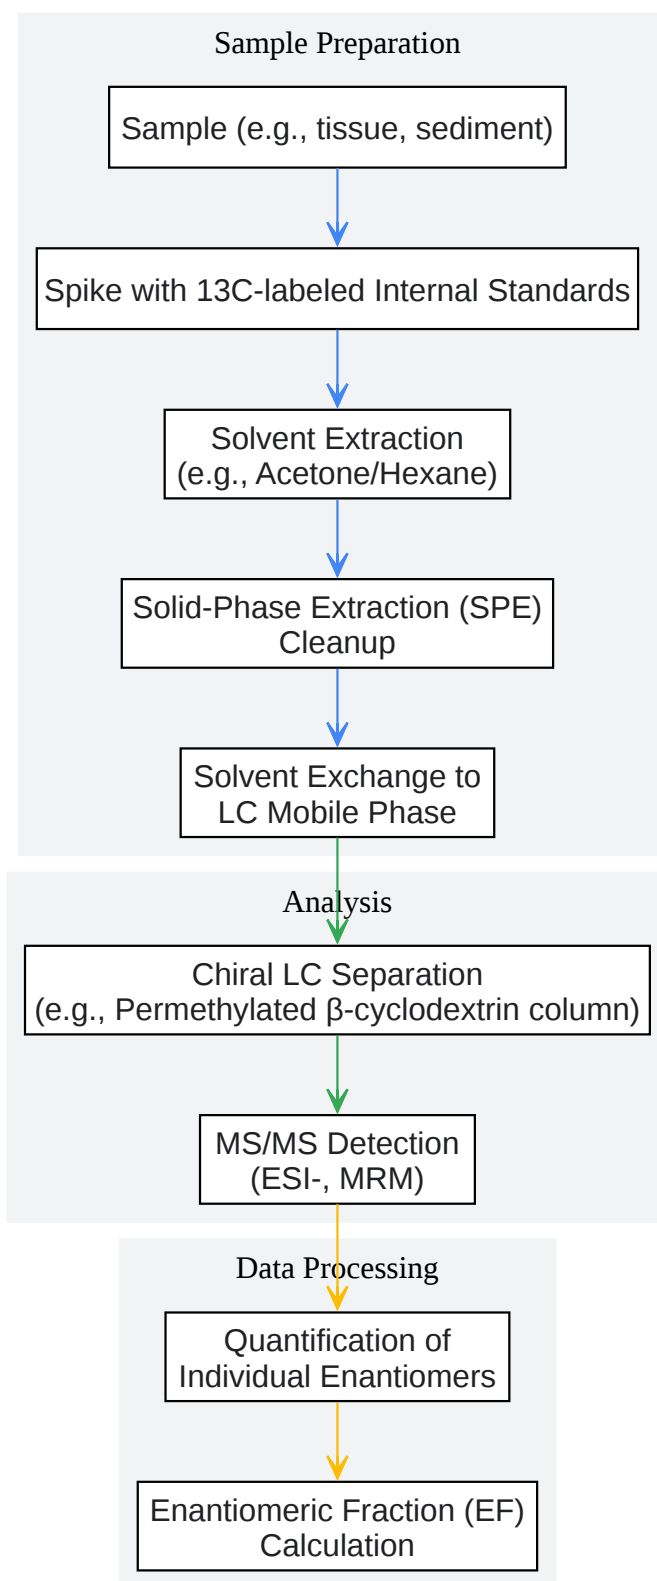 Sample Preparation
Sample (e.g., tissue, sediment)
Spike with 13C-labeled Internal Standards
Solvent Extraction
(e.g., Acetone/Hexane)
Solid-Phase Extraction (SPE)
Cleanup
Solvent Exchange to
LC Mobile Phase
Analysis
Chiral LC Separation
(e.g., Permethylated β-cyclodextrin column)
MS/MS Detection
(ESI-, MRM)
Data Processing
Quantification of
Individual Enantiomers
Enantiomeric Fraction (EF)
Calculation